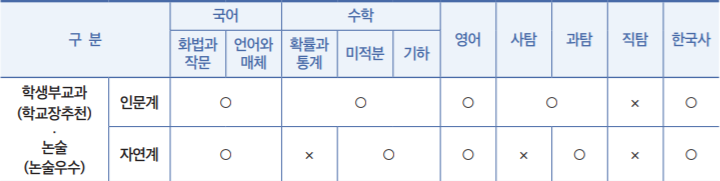 구 분 국어 수학 영어 사탐 과탐 직탐 한국사
화법과 작문 언어와 매체 확률과 통계 미적분 기하
학생부교과
(학교장추천)
·
논술
(논술우수)
인문계 ○ ○ ○ ○ × ○
자연계 ○ × ○ ○ × ○ × ○